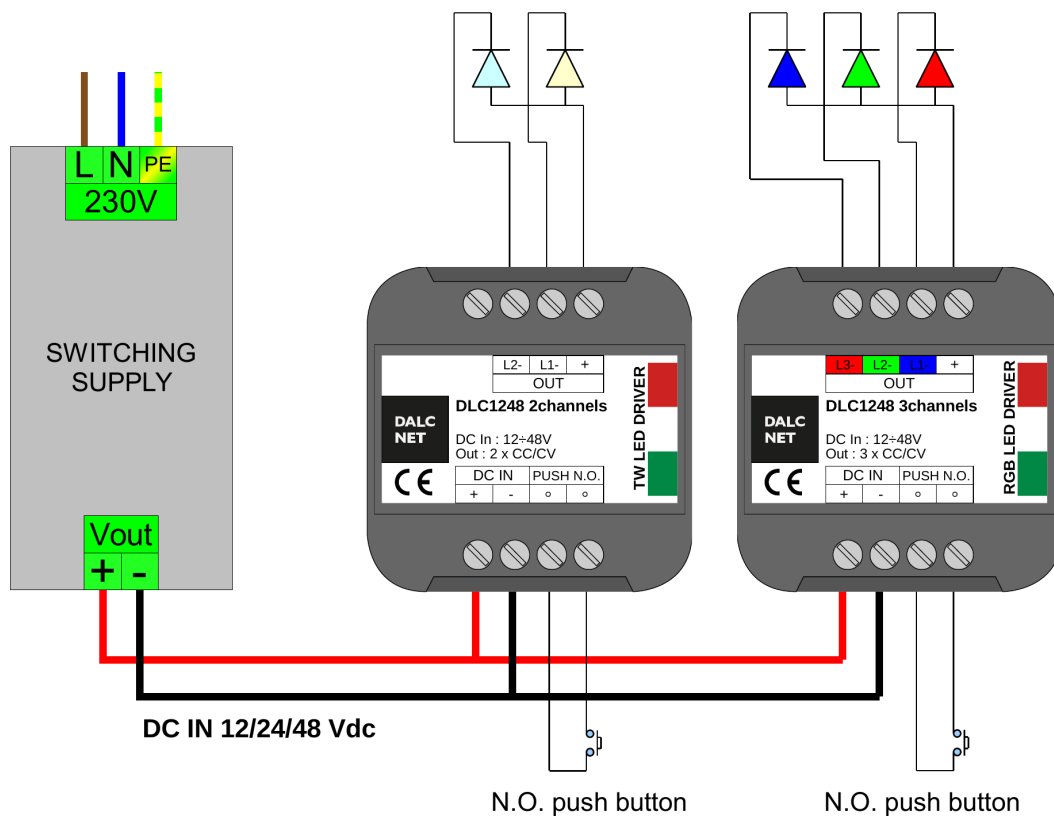 L N PE
230V
SWITCHING
SUPPLY
Vout
+ -
DC IN 12/24/48 Vdc
L2- L1- +
OUT
DLC1248 2channels
DALC
NET
DC In : 12÷48V
Out : 2 x CC/CV
CE
DC IN PUSH N.O.
+ -
TW LED DRIVER
N.O. push button
L3- L2- L1- +
OUT
DLC1248 3channels
DALC
NET
DC In : 12÷48V
Out : 3 x CC/CV
CE
DC IN PUSH N.O.
+ -
RGB LED DRIVER
N.O. push button